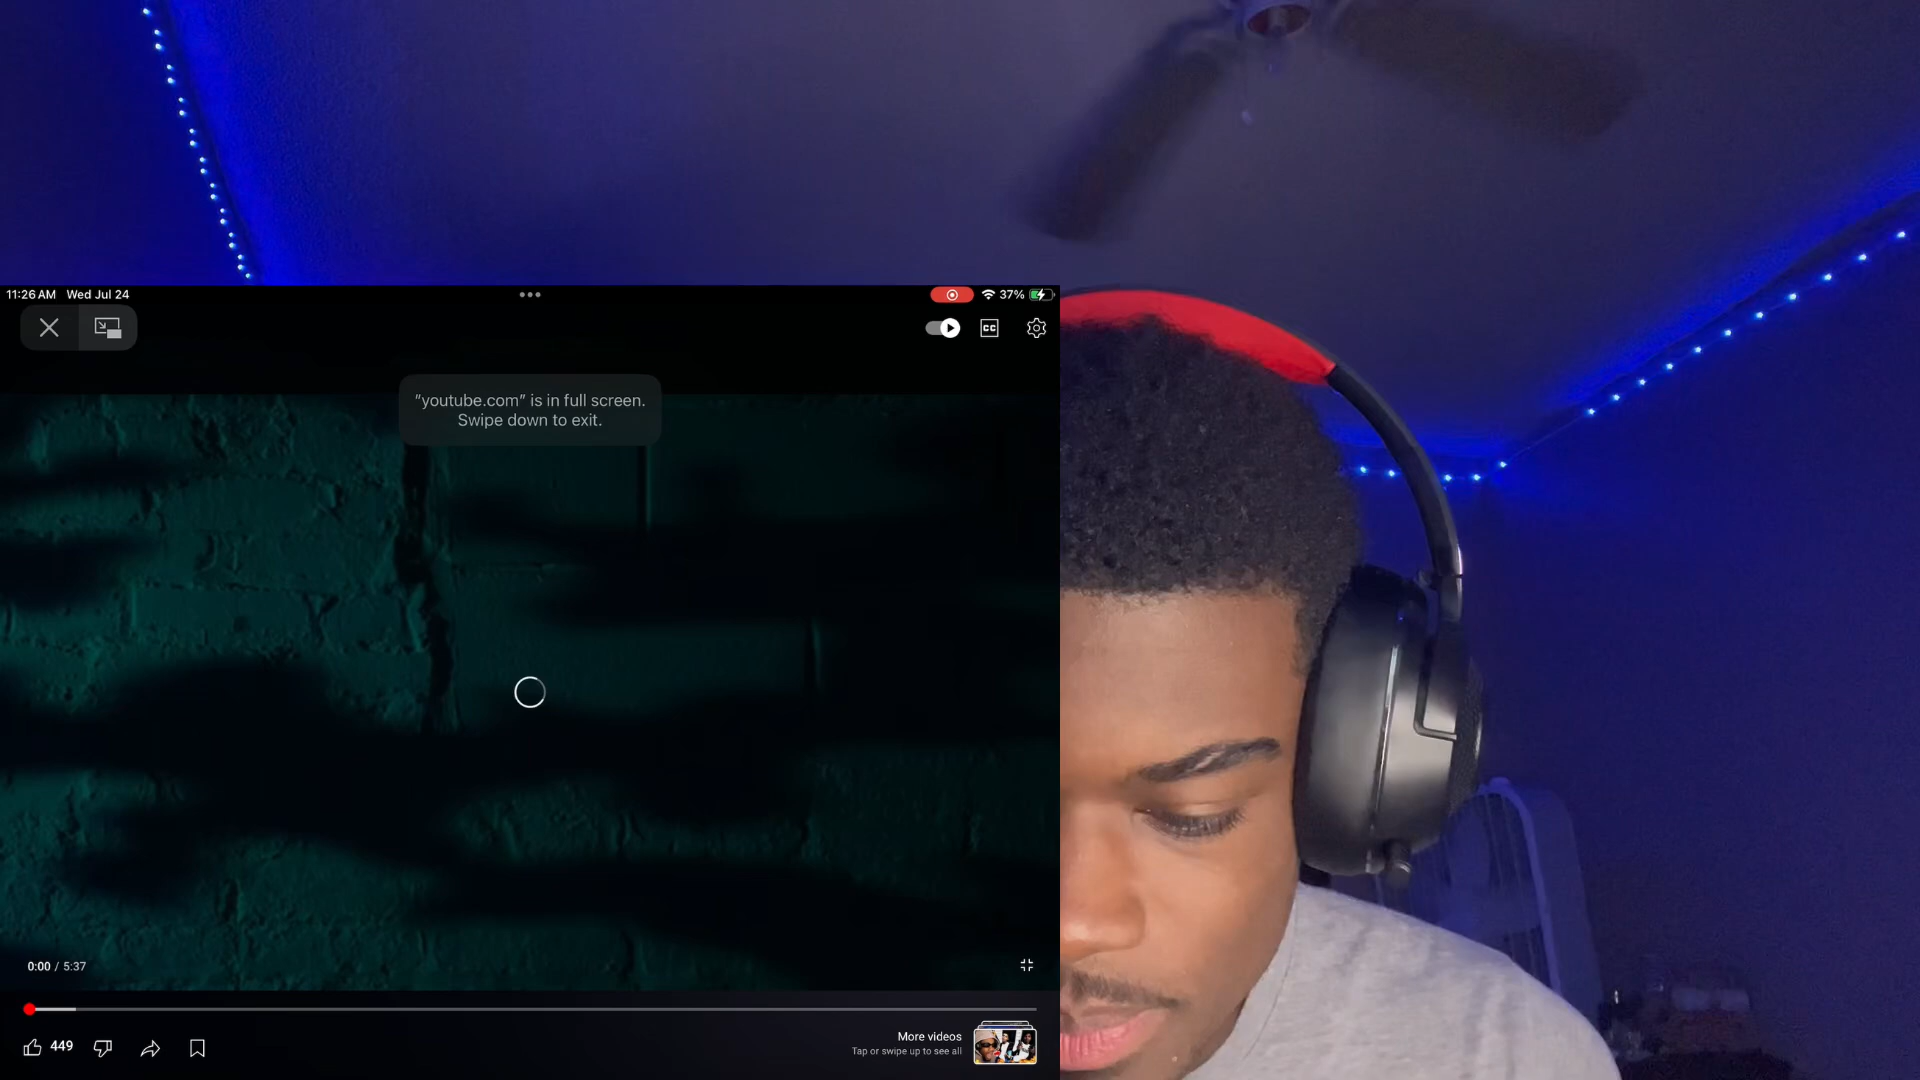 11:26 AM Wed Jul 24
37%
CC
"youtube.com" is in full screen.
Swipe down to exit.
0:00 / 5:37
449
More videos
Tap or swipe up to see all